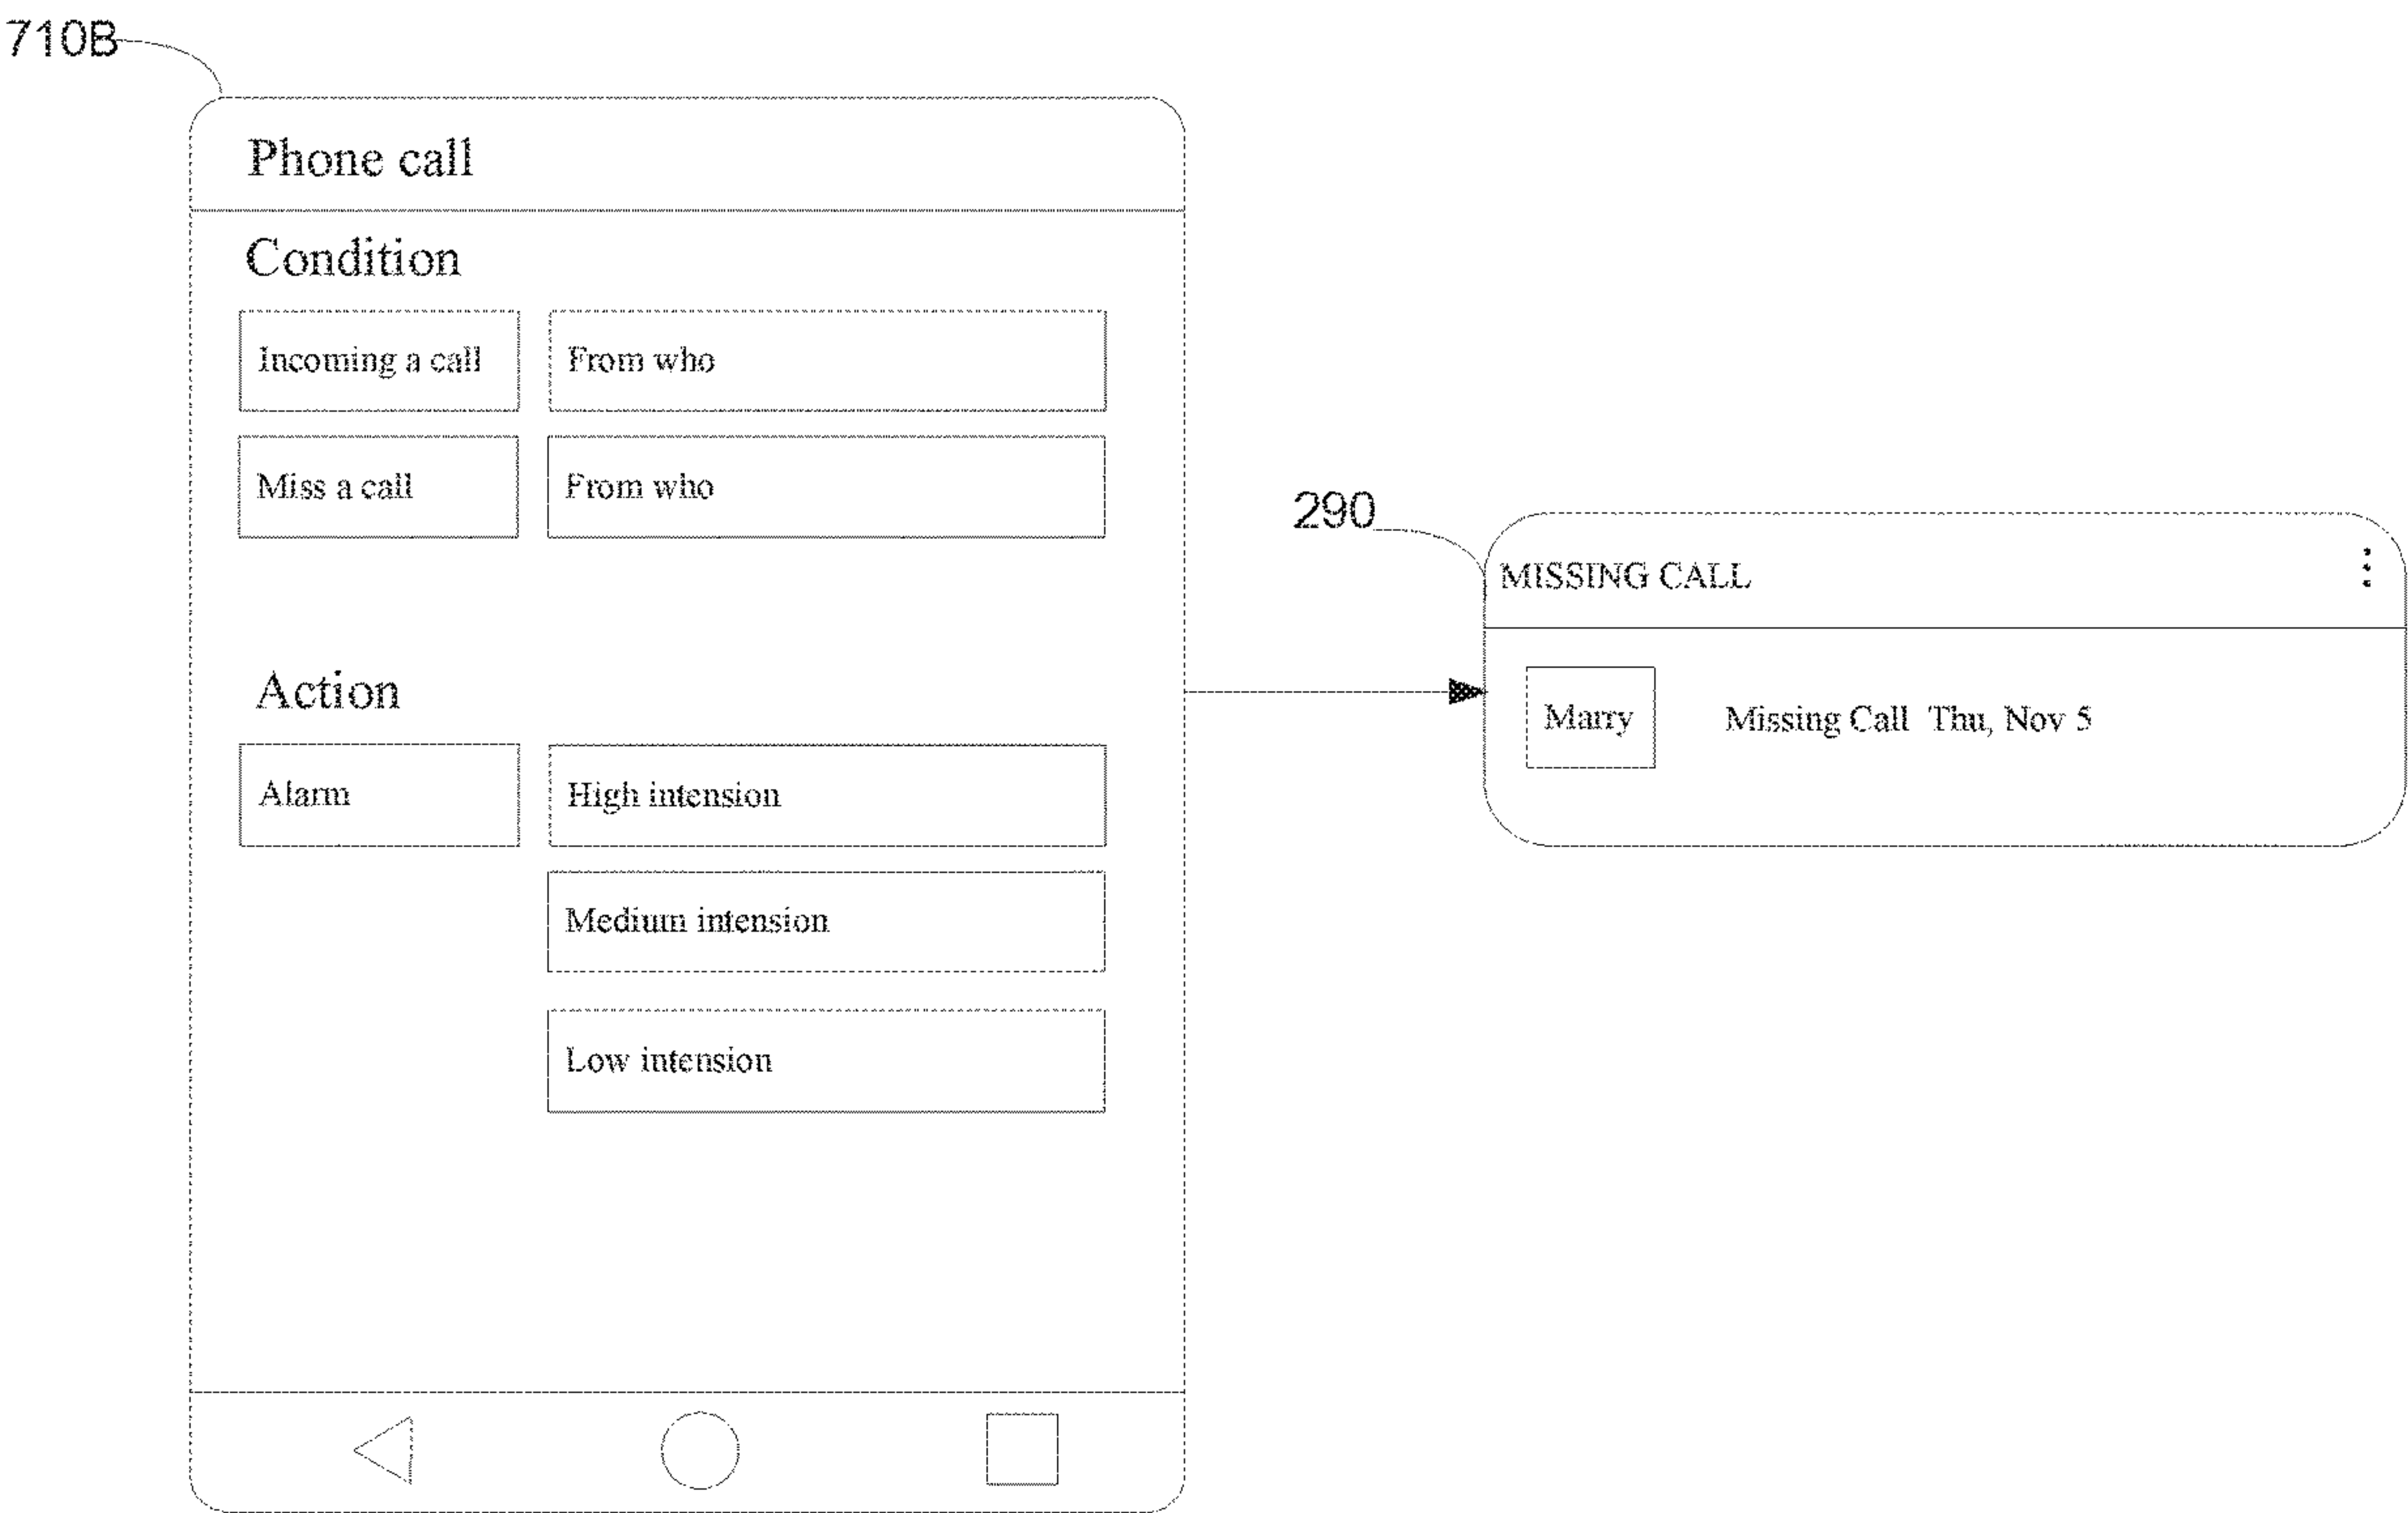 710B
Phone call
Condition
Incoming a call
From who
Miss a call
From who
Action
Alarm
High intension
Medium intension
Low intension
290
MISSING CALL
Marry
Missing Call Thu, Nov 5